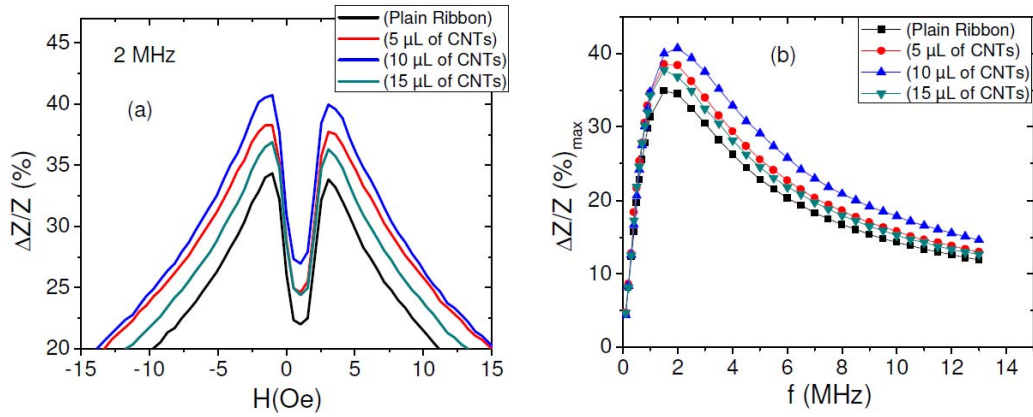 45
40
35
30
25
20
ΔZ/Z (%)
2 MHz
(a)
(Plain Ribbon)
(5 µL of CNTs)
(10 µL of CNTs)
(15 µL of CNTs)
-15 -10 -5 0 5 10 15
H(Oe)
40
30
20
10
0
ΔZ/Z (%)max
(b)
(Plain Ribbon)
(5 µL of CNTs)
(10 µL of CNTs)
(15 µL of CNTs)
0 2 4 6 8 10 12 14
f (MHz)